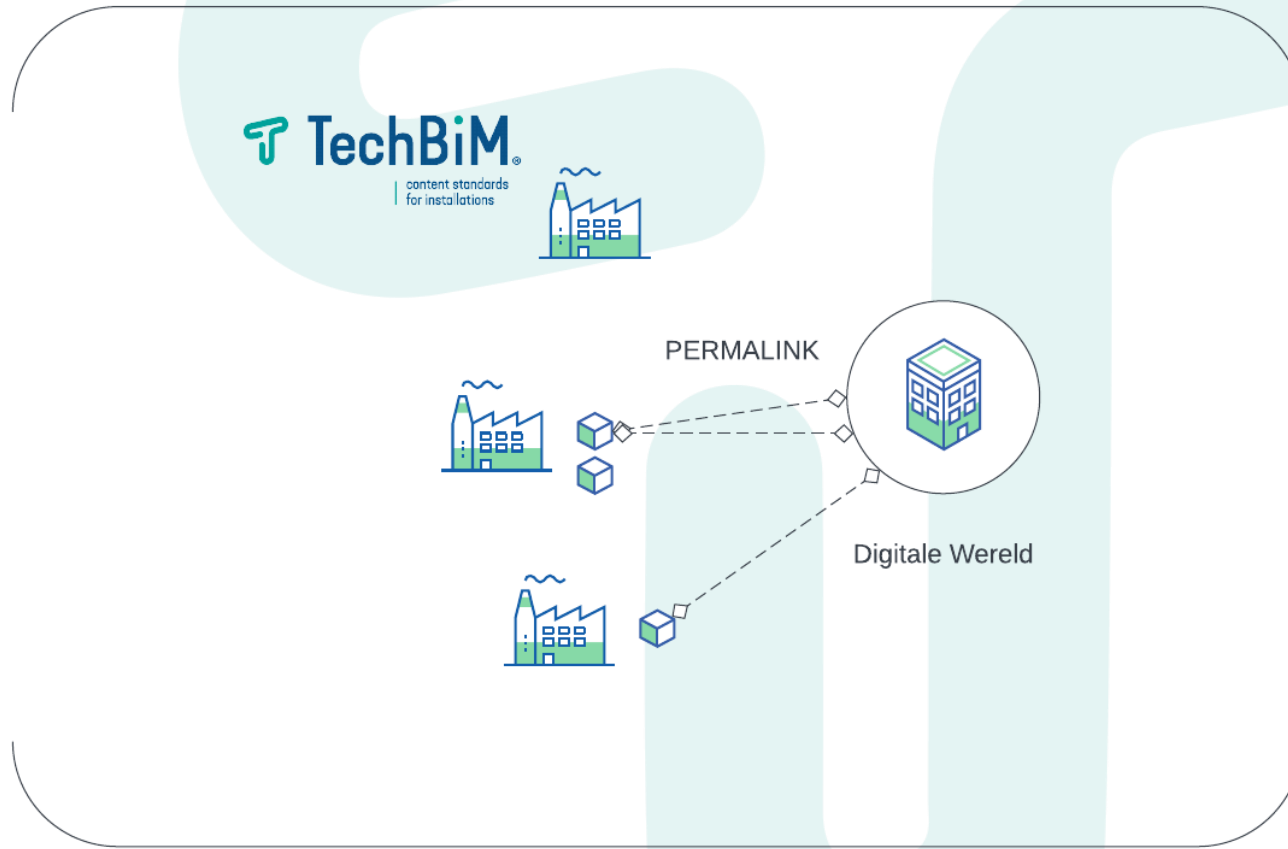 TechBiM®
content standards
for installations
PERMALINK
Digitale Wereld